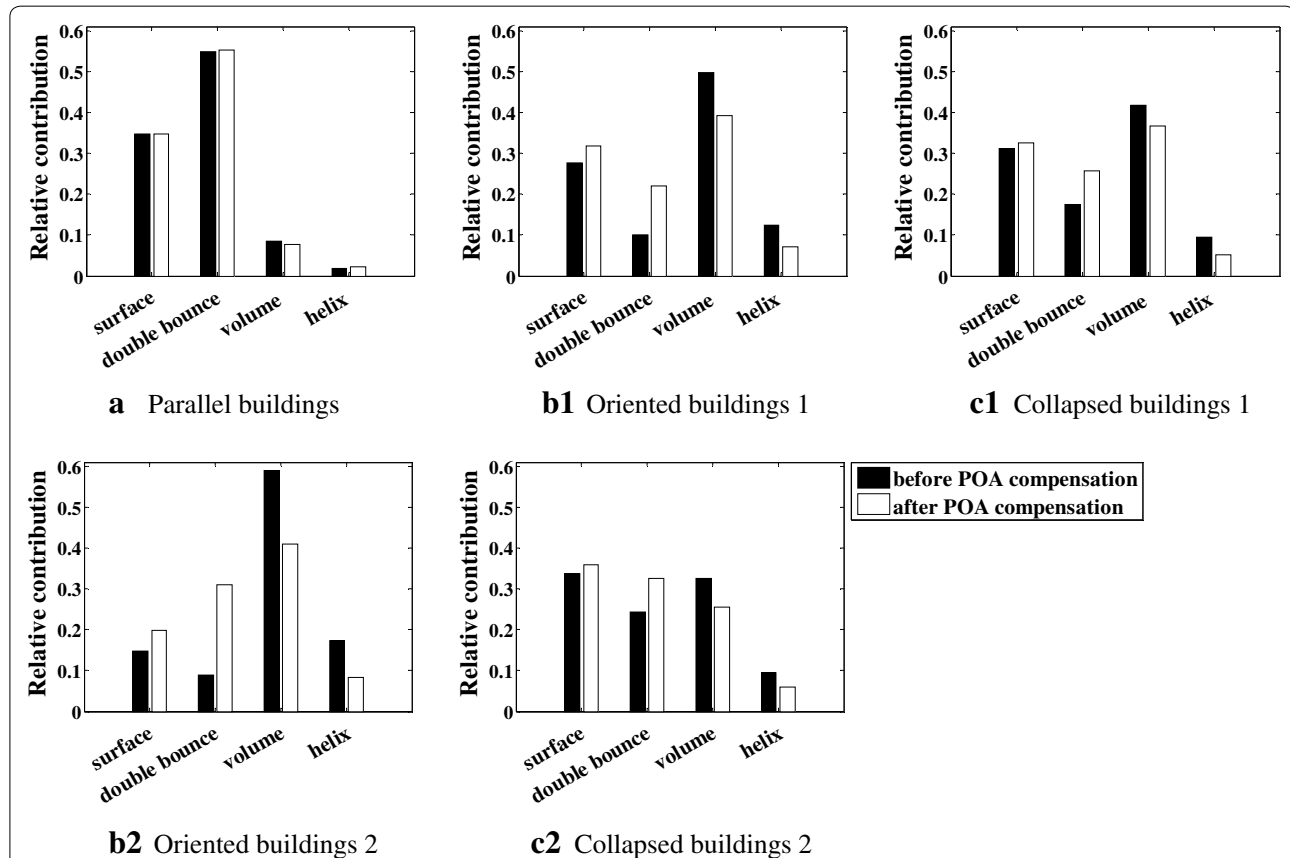 Relative contribution
0.6
0.5
0.4
0.3
0.2
0.1
0
surface
double bounce
volume
helix
a Parallel buildings
Relative contribution
0.6
0.5
0.4
0.3
0.2
0.1
0
surface
double bounce
volume
helix
b1 Oriented buildings 1
Relative contribution
0.6
0.5
0.4
0.3
0.2
0.1
0
surface
double bounce
volume
helix
c1 Collapsed buildings 1
Relative contribution
0.6
0.5
0.4
0.3
0.2
0.1
0
surface
double bounce
volume
helix
b2 Oriented buildings 2
Relative contribution
0.6
0.5
0.4
0.3
0.2
0.1
0
surface
double bounce
volume
helix
c2 Collapsed buildings 2
before POA compensation
after POA compensation